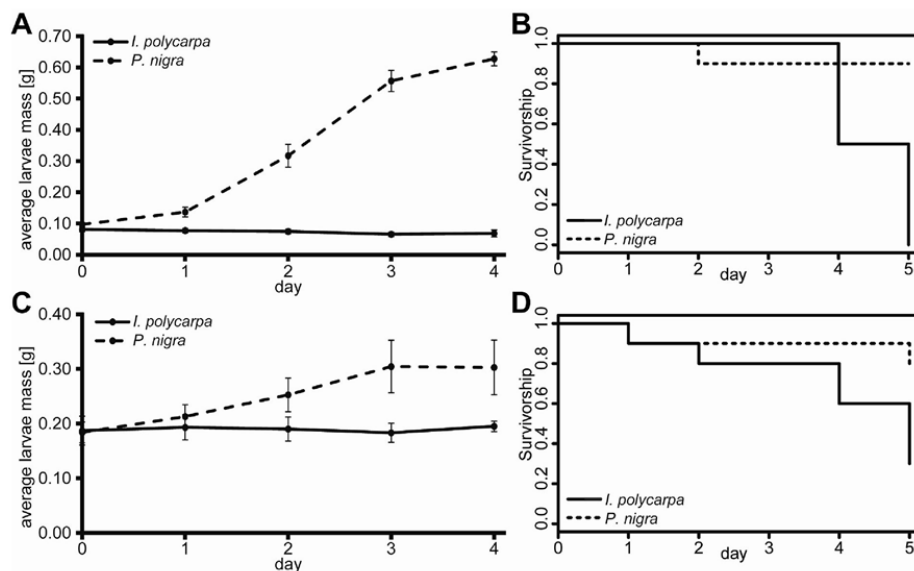 A
average larvae mass [g]
0.70
0.60
0.50
0.40
0.30
0.20
0.10
0.00
I. polycarpa
P. nigra
0 1 2 3 4
day
B
Survivorship
1.0
0.8
0.6
0.4
0.2
0.0
I. polycarpa
P. nigra
0 1 2 3 4 5
day
C
average larvae mass [g]
0.40
0.30
0.20
0.10
0.00
I. polycarpa
P. nigra
0 1 2 3 4
day
D
Survivorship
1.0
0.8
0.6
0.4
0.2
0.0
I. polycarpa
P. nigra
0 1 2 3 4 5
day